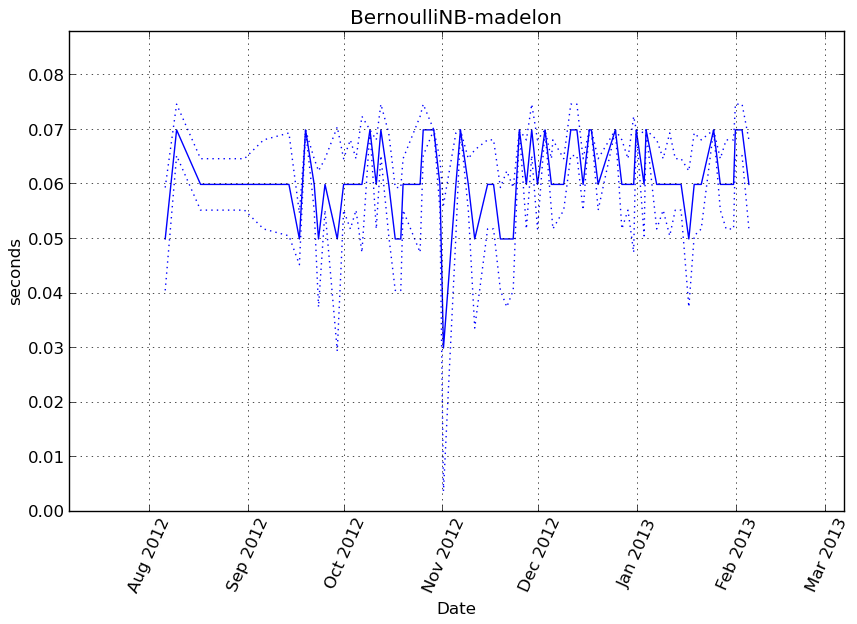 BernoulliNB-madelon
0.08
0.07
0.06
0.05
0.04
0.03
0.02
0.01
0.00
seconds
Aug 2012
Sep 2012
Oct 2012
Nov 2012
Dec 2012
Jan 2013
Feb 2013
Mar 2013
Date